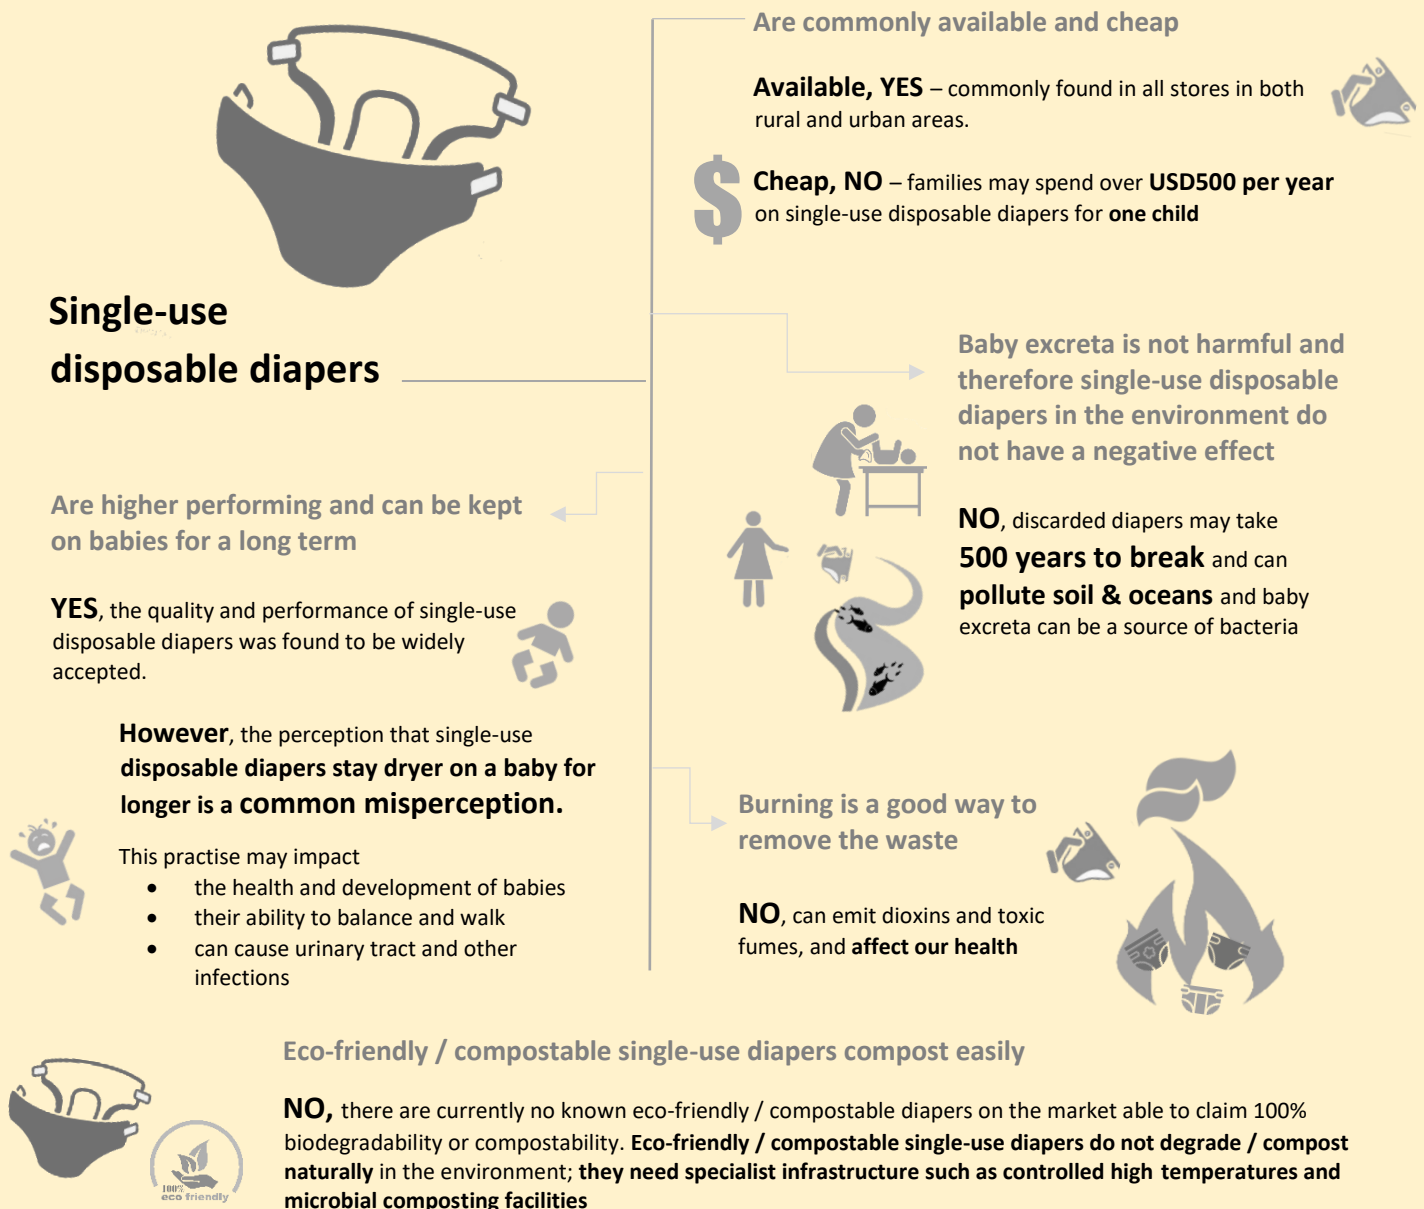 Are commonly available and cheap
Available, YES – commonly found in all stores in both
rural and urban areas.
$
Cheap, NO – families may spend over USD500 per year
on single-use disposable diapers for one child
Single-use
disposable diapers
Baby excreta is not harmful and
therefore single-use disposable
diapers in the environment do
not have a negative effect
NO, discarded diapers may take
500 years to break and can
pollute soil & oceans and baby
excreta can be a source of bacteria
Are higher performing and can be kept
on babies for a long term
YES, the quality and performance of single-use
disposable diapers was found to be widely
accepted.
However, the perception that single-use
disposable diapers stay dryer on a baby for
longer is a common misperception.
This practise may impact
• the health and development of babies
• their ability to balance and walk
• can cause urinary tract and other
infections
Burning is a good way to
remove the waste
NO, can emit dioxins and toxic
fumes, and affect our health
Eco-friendly / compostable single-use diapers compost easily
NO, there are currently no known eco-friendly / compostable diapers on the market able to claim 100%
biodegradability or compostability. Eco-friendly / compostable single-use diapers do not degrade / compost
naturally in the environment; they need specialist infrastructure such as controlled high temperatures and
microbial composting facilities
100%
eco friendly